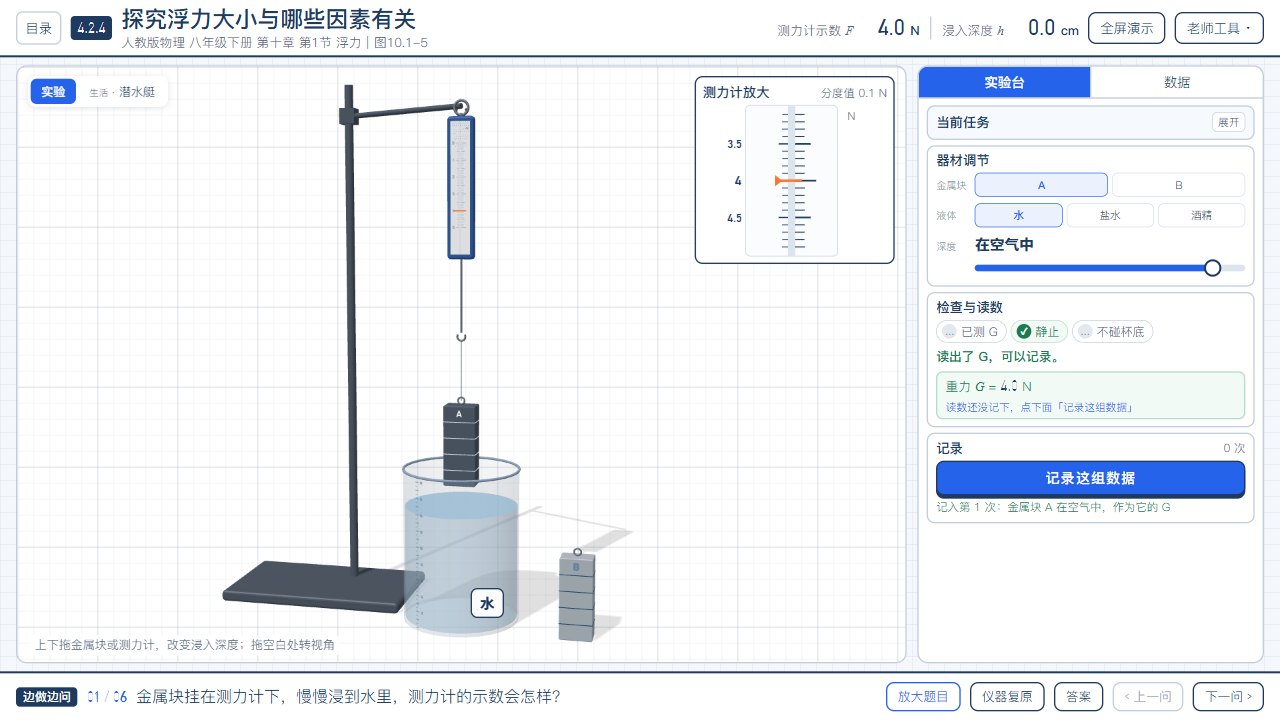 目录
4.2.4
探究浮力大小与哪些因素有关
人教版物理 八年级下册 第十章 第1节 浮力 | 图10.1–5
测力计示数 F 4.0 N
浸入深度 h 0.0 cm
全屏演示
老师工具
实验
生活 · 潜水艇
测力计放大
分度值 0.1 N
N
3.5
4
4.5
A
水
B
上下拖金属块或测力计，改变浸入深度；拖空白处转视角
实验台
数据
当前任务
展开
器材调节
金属块 A B
液体 水 盐水 酒精
深度 在空气中
检查与读数
… 已测 G
静止
… 不碰杯底
读出了 G，可以记录。
重力 G = 4.0 N
读数还没记下，点下面「记录这组数据」
记录
0 次
记录这组数据
记入第 1 次：金属块 A 在空气中，作为它的 G
边做边问
01 / 06
金属块挂在测力计下，慢慢浸到水里，测力计的示数会怎样？
放大题目
仪器复原
答案
‹ 上一问
下一问 ›